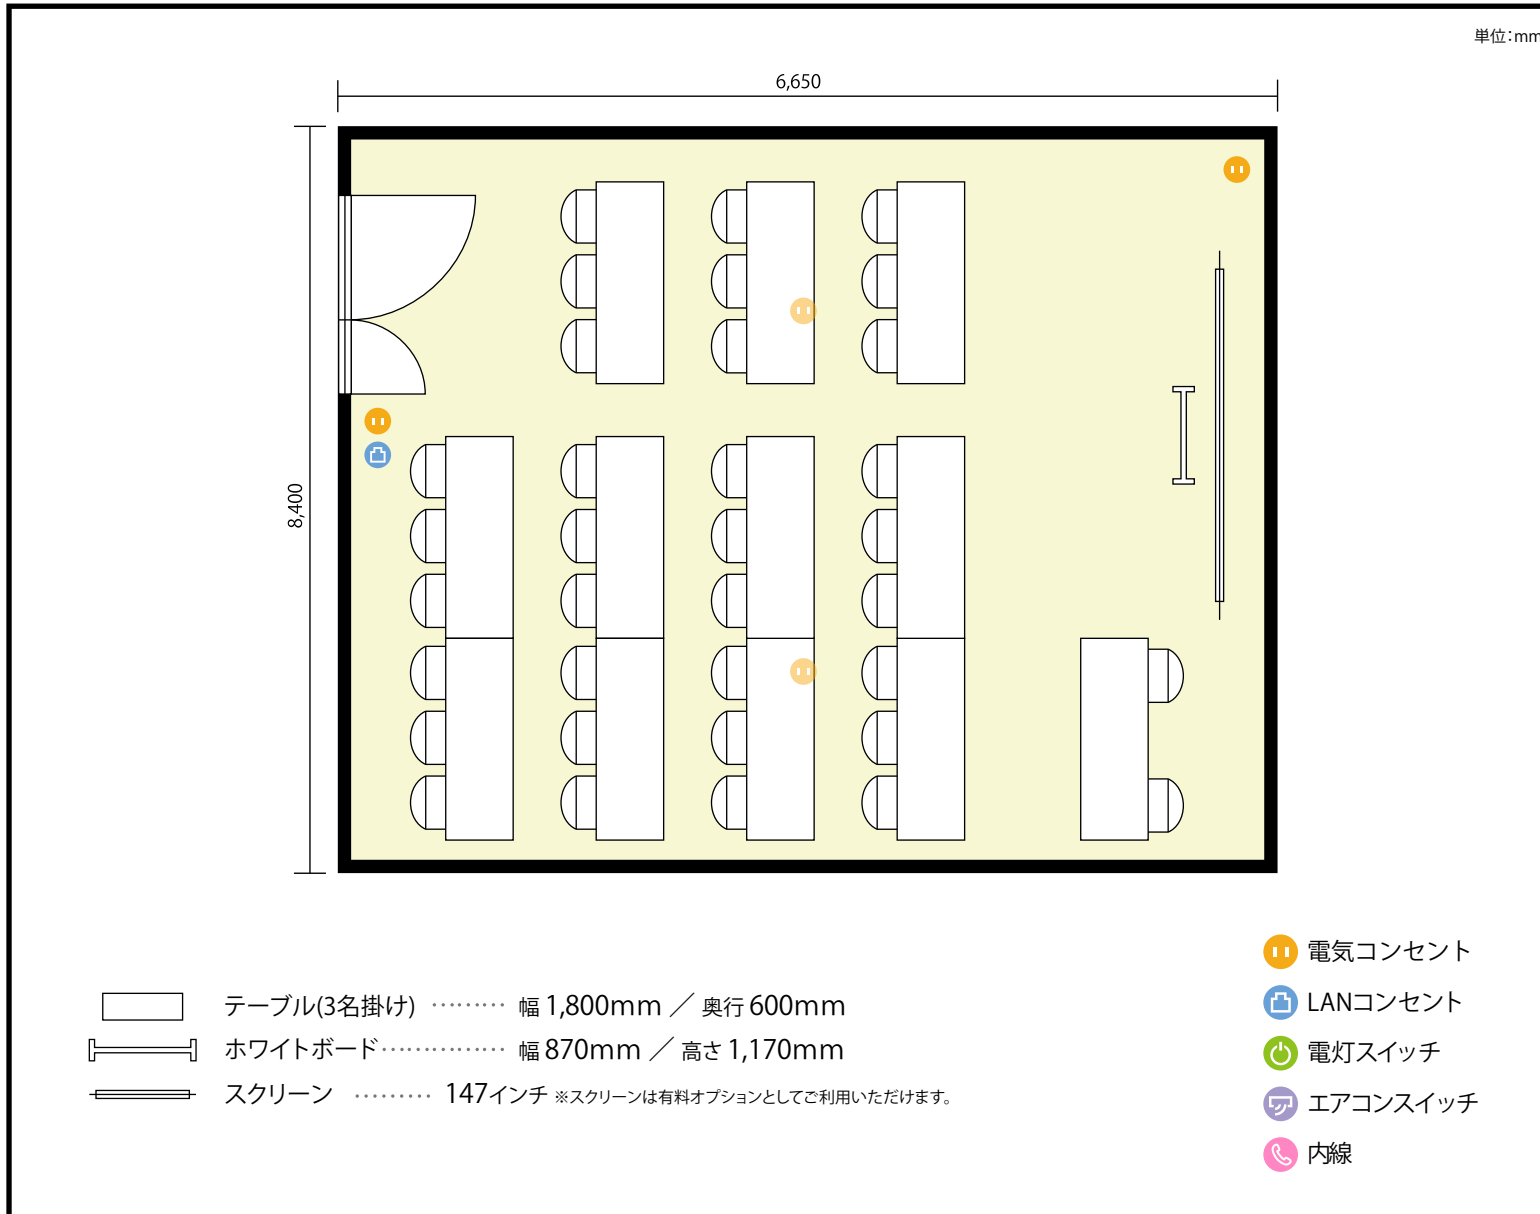 単位:mm
6,650
8,400
テーブル(3名掛け) ········· 幅 1,800mm ／ 奥行 600mm
ホワイトボード ··············· 幅 870mm ／ 高さ 1,170mm
スクリーン ········· 147インチ ※スクリーンは有料オプションとしてご利用いただけます。
電気コンセント
LANコンセント
電灯スイッチ
エアコンスイッチ
内線